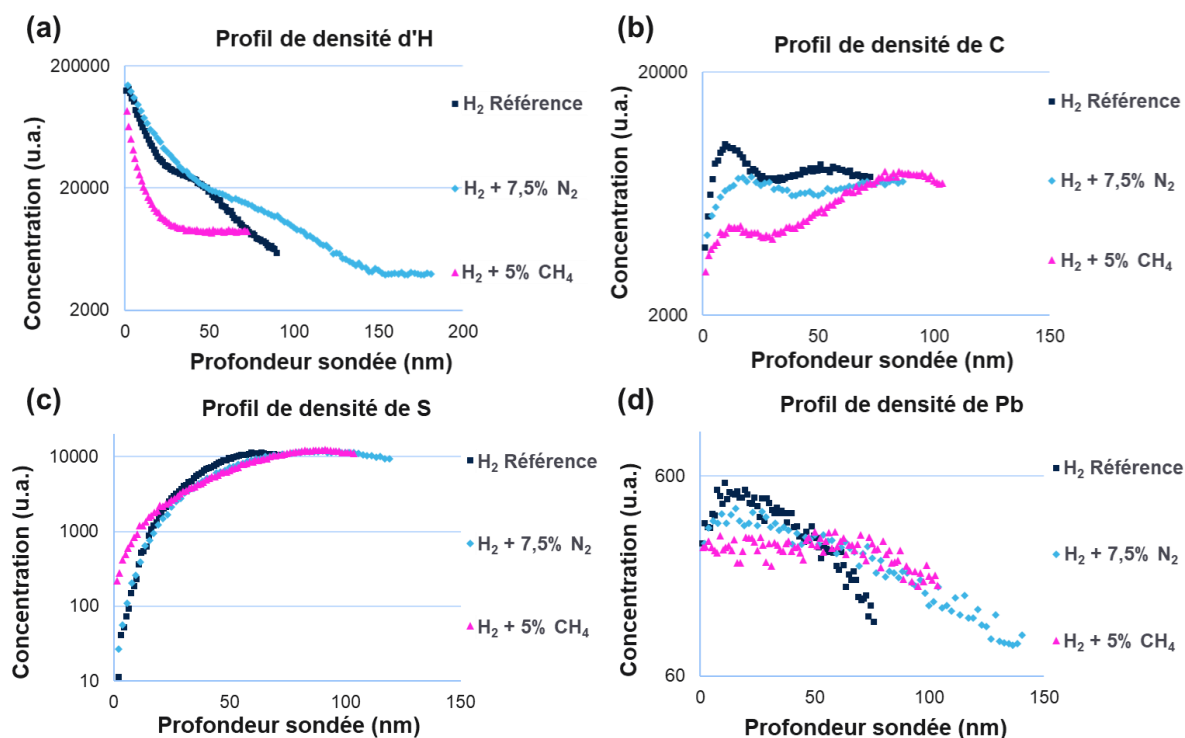 (a)
Profil de densité d'H
200000
20000
2000
0
50
100
150
200
Concentration (u.a.)
Profondeur sondée (nm)
H₂ Référence
H₂ + 7,5% N₂
H₂ + 5% CH₄
(b)
Profil de densité de C
20000
2000
0
50
100
150
Concentration (u.a.)
Profondeur sondée (nm)
H₂ Référence
H₂ + 7,5% N₂
H₂ + 5% CH₄
(c)
Profil de densité de S
10000
1000
100
10
0
50
100
150
Concentration (u.a.)
Profondeur sondée (nm)
H₂ Référence
H₂ + 7,5% N₂
H₂ + 5% CH₄
(d)
Profil de densité de Pb
600
60
0
50
100
150
Concentration (u.a.)
Profondeur sondée (nm)
H₂ Référence
H₂ + 7,5% N₂
H₂ + 5% CH₄